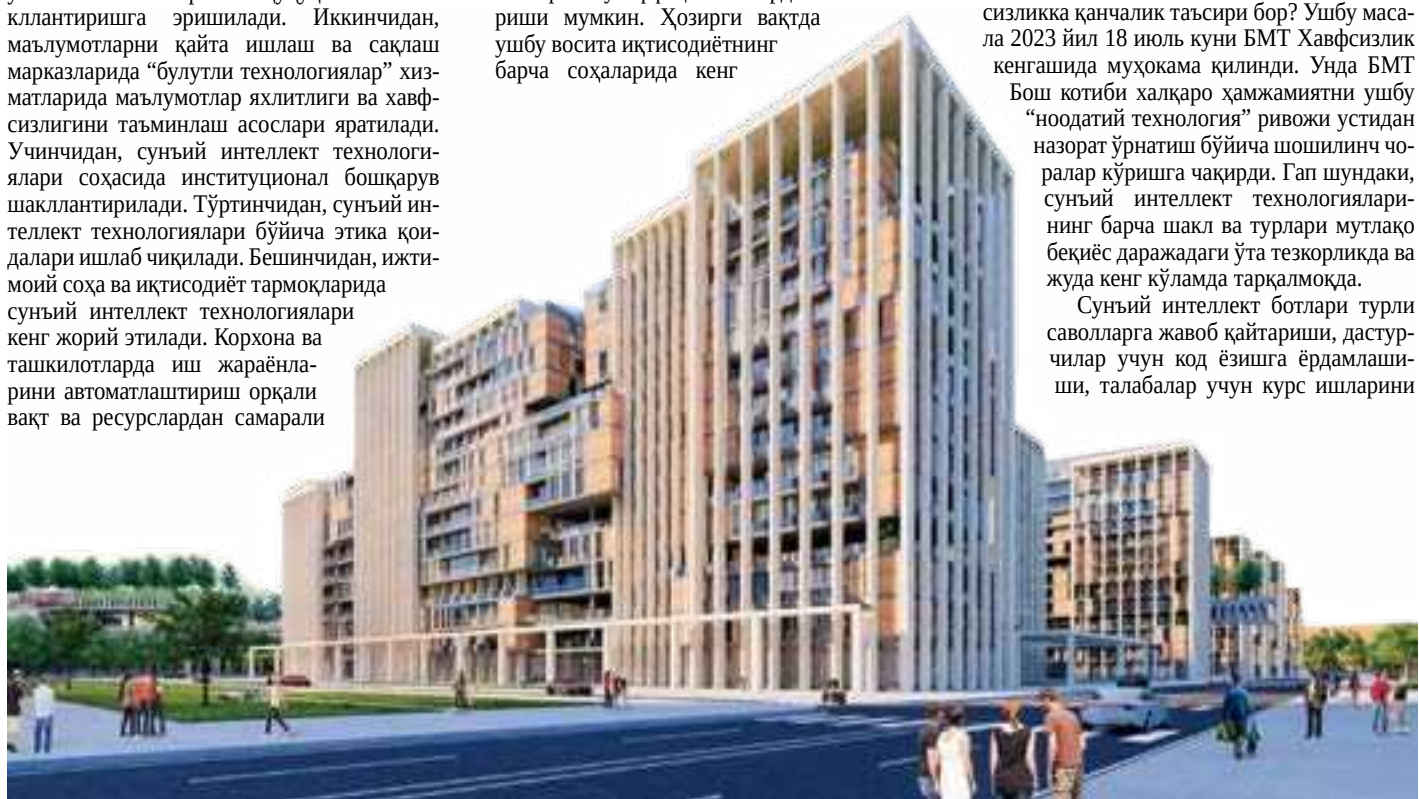 кллантиришга эришилади. Иккинчидан,
маълумотларни қайта ишлаш ва сақлаш
марказларида “булутли технологиялар” хиз-
матларида маълумотлар яхлитлиги ва хавф-
сизлигини таъминлаш асослари яратилади.
Учинчидан, сунъий интеллект технологи-
ялари соҳасида институционал бошқарув
шакллантирилади. Тўртинчидан, сунъий ин-
теллект технологиялари бўйича этика қои-
далари ишлаб чиқилади. Бешинчидан, ижти-
моий соҳа ва иқтисодиёт тармоқларида
сунъий интеллект технологиялари
кенг жорий этилади. Корхона ва
ташкилотларда иш жараёнла-
рини автоматлаштириш орқали
вақт ва ресурслардан самарали
риши мумкин. Ҳозирги вақтда
ушбу восита иқтисодиётнинг
барча соҳаларида кенг
сизликка қанчалик таъсири бор? Ушбу маса-
ла 2023 йил 18 июль куни БМТ Хавфсизлик
кенгашида муҳокама қилинди. Унда БМТ
Бош котиби халқаро ҳамжамиятни ушбу
“ноодатий технология” ривожи устидан
назорат ўрнатиш бўйича шошилинч чо-
ралар кўришга чақирди. Гап шундаки,
сунъий интеллект технологиялари-
нинг барча шакл ва турлари мутлақо
беқиёс даражадаги ўта тезкорликда ва
жуда кенг кўламда тарқалмоқда.
Сунъий интеллект ботлари турли
саволларга жавоб қайтариши, дастур-
чилар учун код ёзишга ёрдамлаши-
ши, талабалар учун курс ишларини